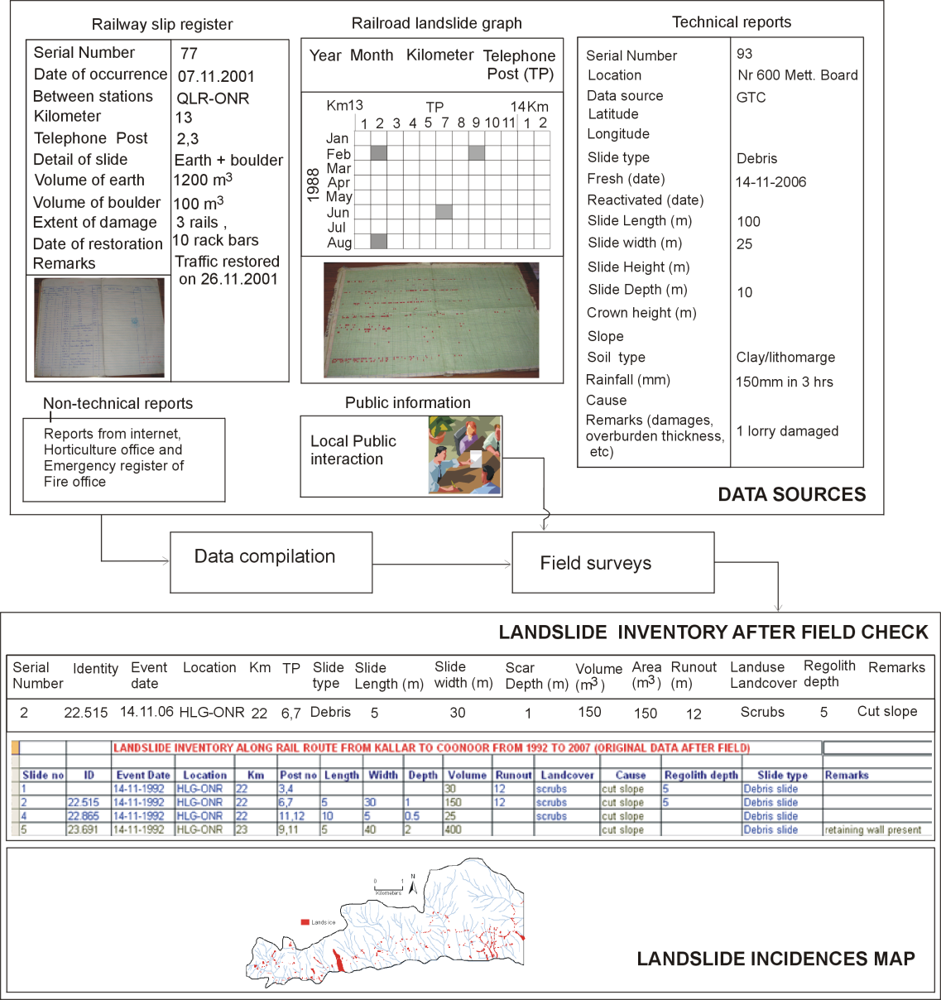 Railway slip register
Serial Number 77
Date of occurrence 07.11.2001
Between stations QLR-ONR
Kilometer 13
Telephone Post 2,3
Detail of slide Earth + boulder
Volume of earth 1200 m3
Volume of boulder 100 m3
Extent of damage 3 rails ,
Date of restoration 10 rack bars
Remarks Traffic restored
on 26.11.2001
Railroad landslide graph
Year Month Kilometer Telephone
Post (TP)
Km13 TP 14Km
1 2 3 4 5 7 8 9 10 11 1 2
1988
Jan
Feb
Mar
Apr
May
Jun
Jul
Aug
Technical reports
Serial Number 93
Location Nr 600 Mett. Board
Data source GTC
Latitude
Longitude
Slide type Debris
Fresh (date) 14-11-2006
Reactivated (date)
Slide Length (m) 100
Slide width (m) 25
Slide Height (m)
Slide Depth (m) 10
Crown height (m)
Slope
Soil type Clay/lithomarge
Rainfall (mm) 150mm in 3 hrs
Cause
Remarks (damages,
overburden thickness, 1 lorry damaged
etc)
Non-technical reports
Reports from internet,
Horticulture office and
Emergency register of
Fire office
Public information
Local Public
interaction
DATA SOURCES
Data compilation
Field surveys
LANDSLIDE INVENTORY AFTER FIELD CHECK
Serial Identity Event Location Km TP Slide Slide Slide Scar Volume Area Runout Landuse Regolith Remarks
Number date type Length (m) width (m) Depth (m) (m3) (m3) (m) Landcover depth
2 22.515 14.11.06 HLG-ONR 22 6,7 Debris 5 30 1 150 150 12 Scrubs 5 Cut slope
LANDSLIDE INVENTORY ALONG RAIL ROUTE FROM KALLAR TO COONOOR FROM 1992 TO 2007 (ORIGINAL DATA AFTER FIELD)
Slide no ID Event Date Location Km Post no Length Width Depth Volume Runout Landcover Cause Regolith depth Slide type Remarks
1 14-11-1992 HLG-ONR 22 3,4 30 12 scrubs cut slope 5 Debris slide
2 22.515 14-11-1992 HLG-ONR 22 6,7 5 30 1 150 12 scrubs cut slope 5 Debris slide
4 22.865 14-11-1992 HLG-ONR 22 11,12 10 5 0.5 25 scrubs cut slope Debris slide
5 23.691 14-11-1992 HLG-ONR 23 9,11 5 40 2 400 cut slope Debris slide retaining wall present
0 1
Kilometers
N
LANDSLIDE INCIDENCES MAP